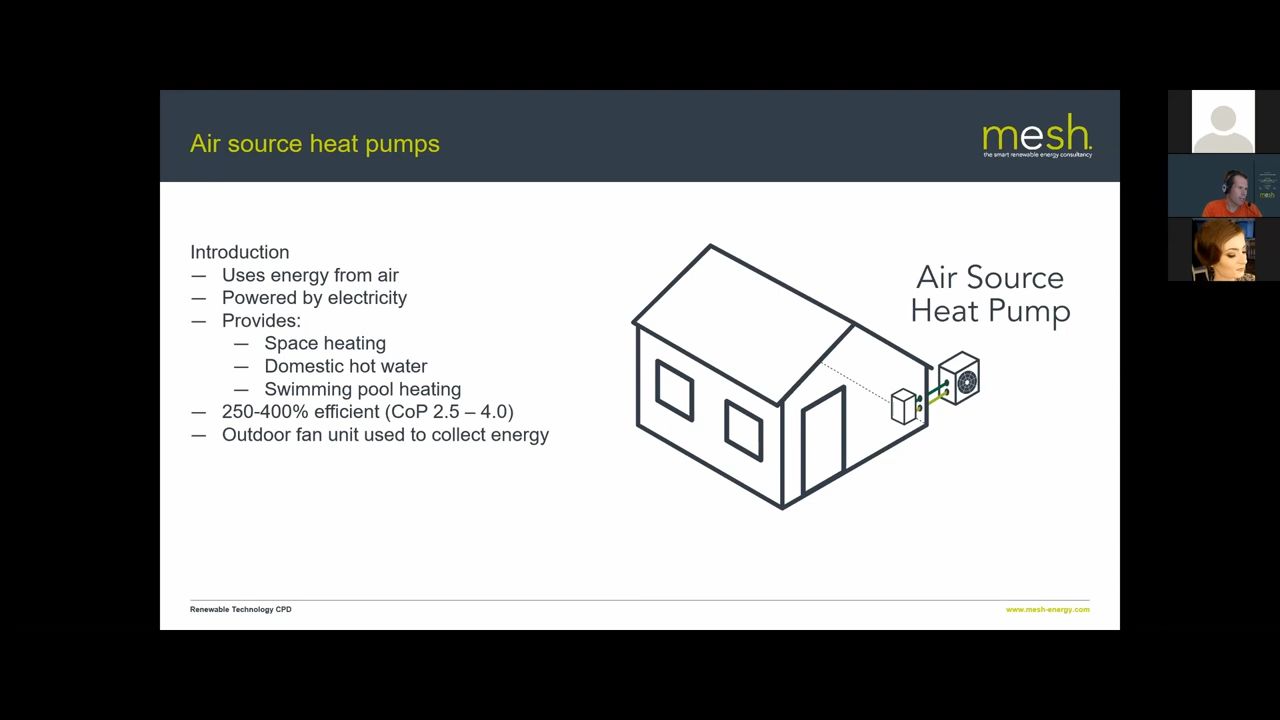 Air source heat pumps
mesh.
the smart renewable energy consultancy
Introduction
— Uses energy from air
— Powered by electricity
— Provides:
— Space heating
— Domestic hot water
— Swimming pool heating
— 250-400% efficient (CoP 2.5 – 4.0)
— Outdoor fan unit used to collect energy
Air Source
Heat Pump
Renewable Technology CPD
www.mesh-energy.com
mesh